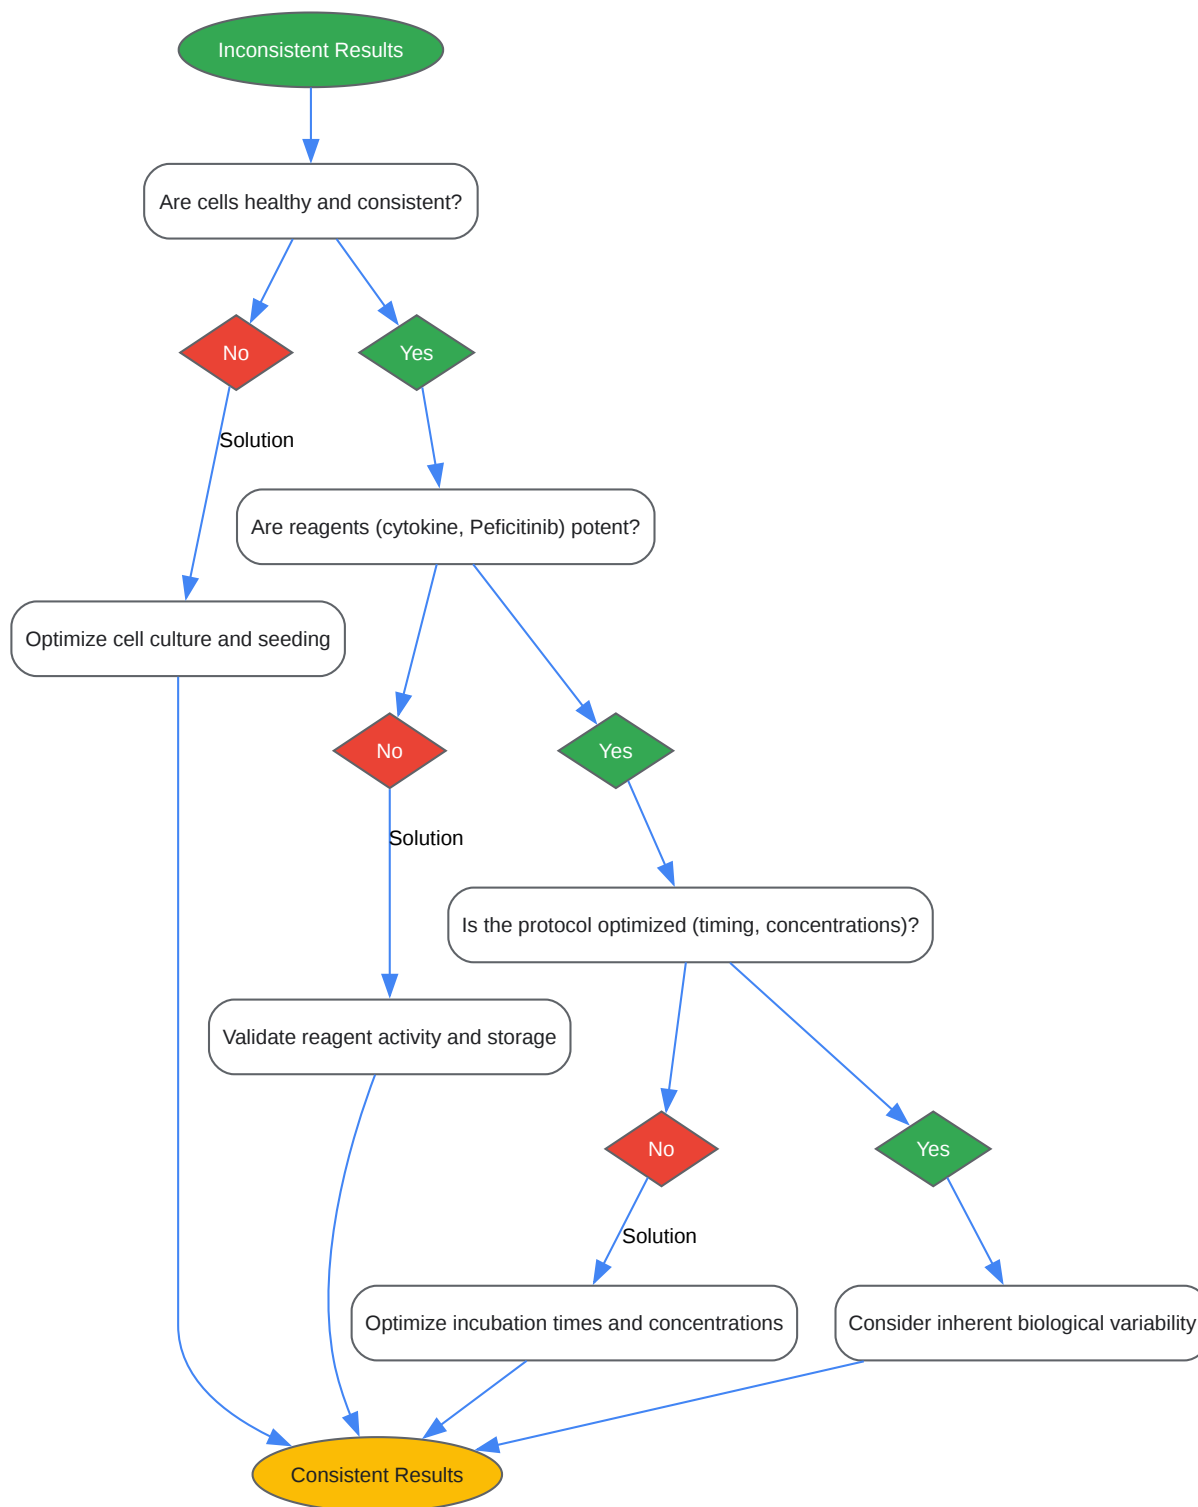 Inconsistent Results
Are cells healthy and consistent?
No
Yes
Solution
Are reagents (cytokine, Peficitinib) potent?
Optimize cell culture and seeding
No
Yes
Solution
Is the protocol optimized (timing, concentrations)?
Validate reagent activity and storage
No
Yes
Solution
Optimize incubation times and concentrations
Consider inherent biological variability
Consistent Results